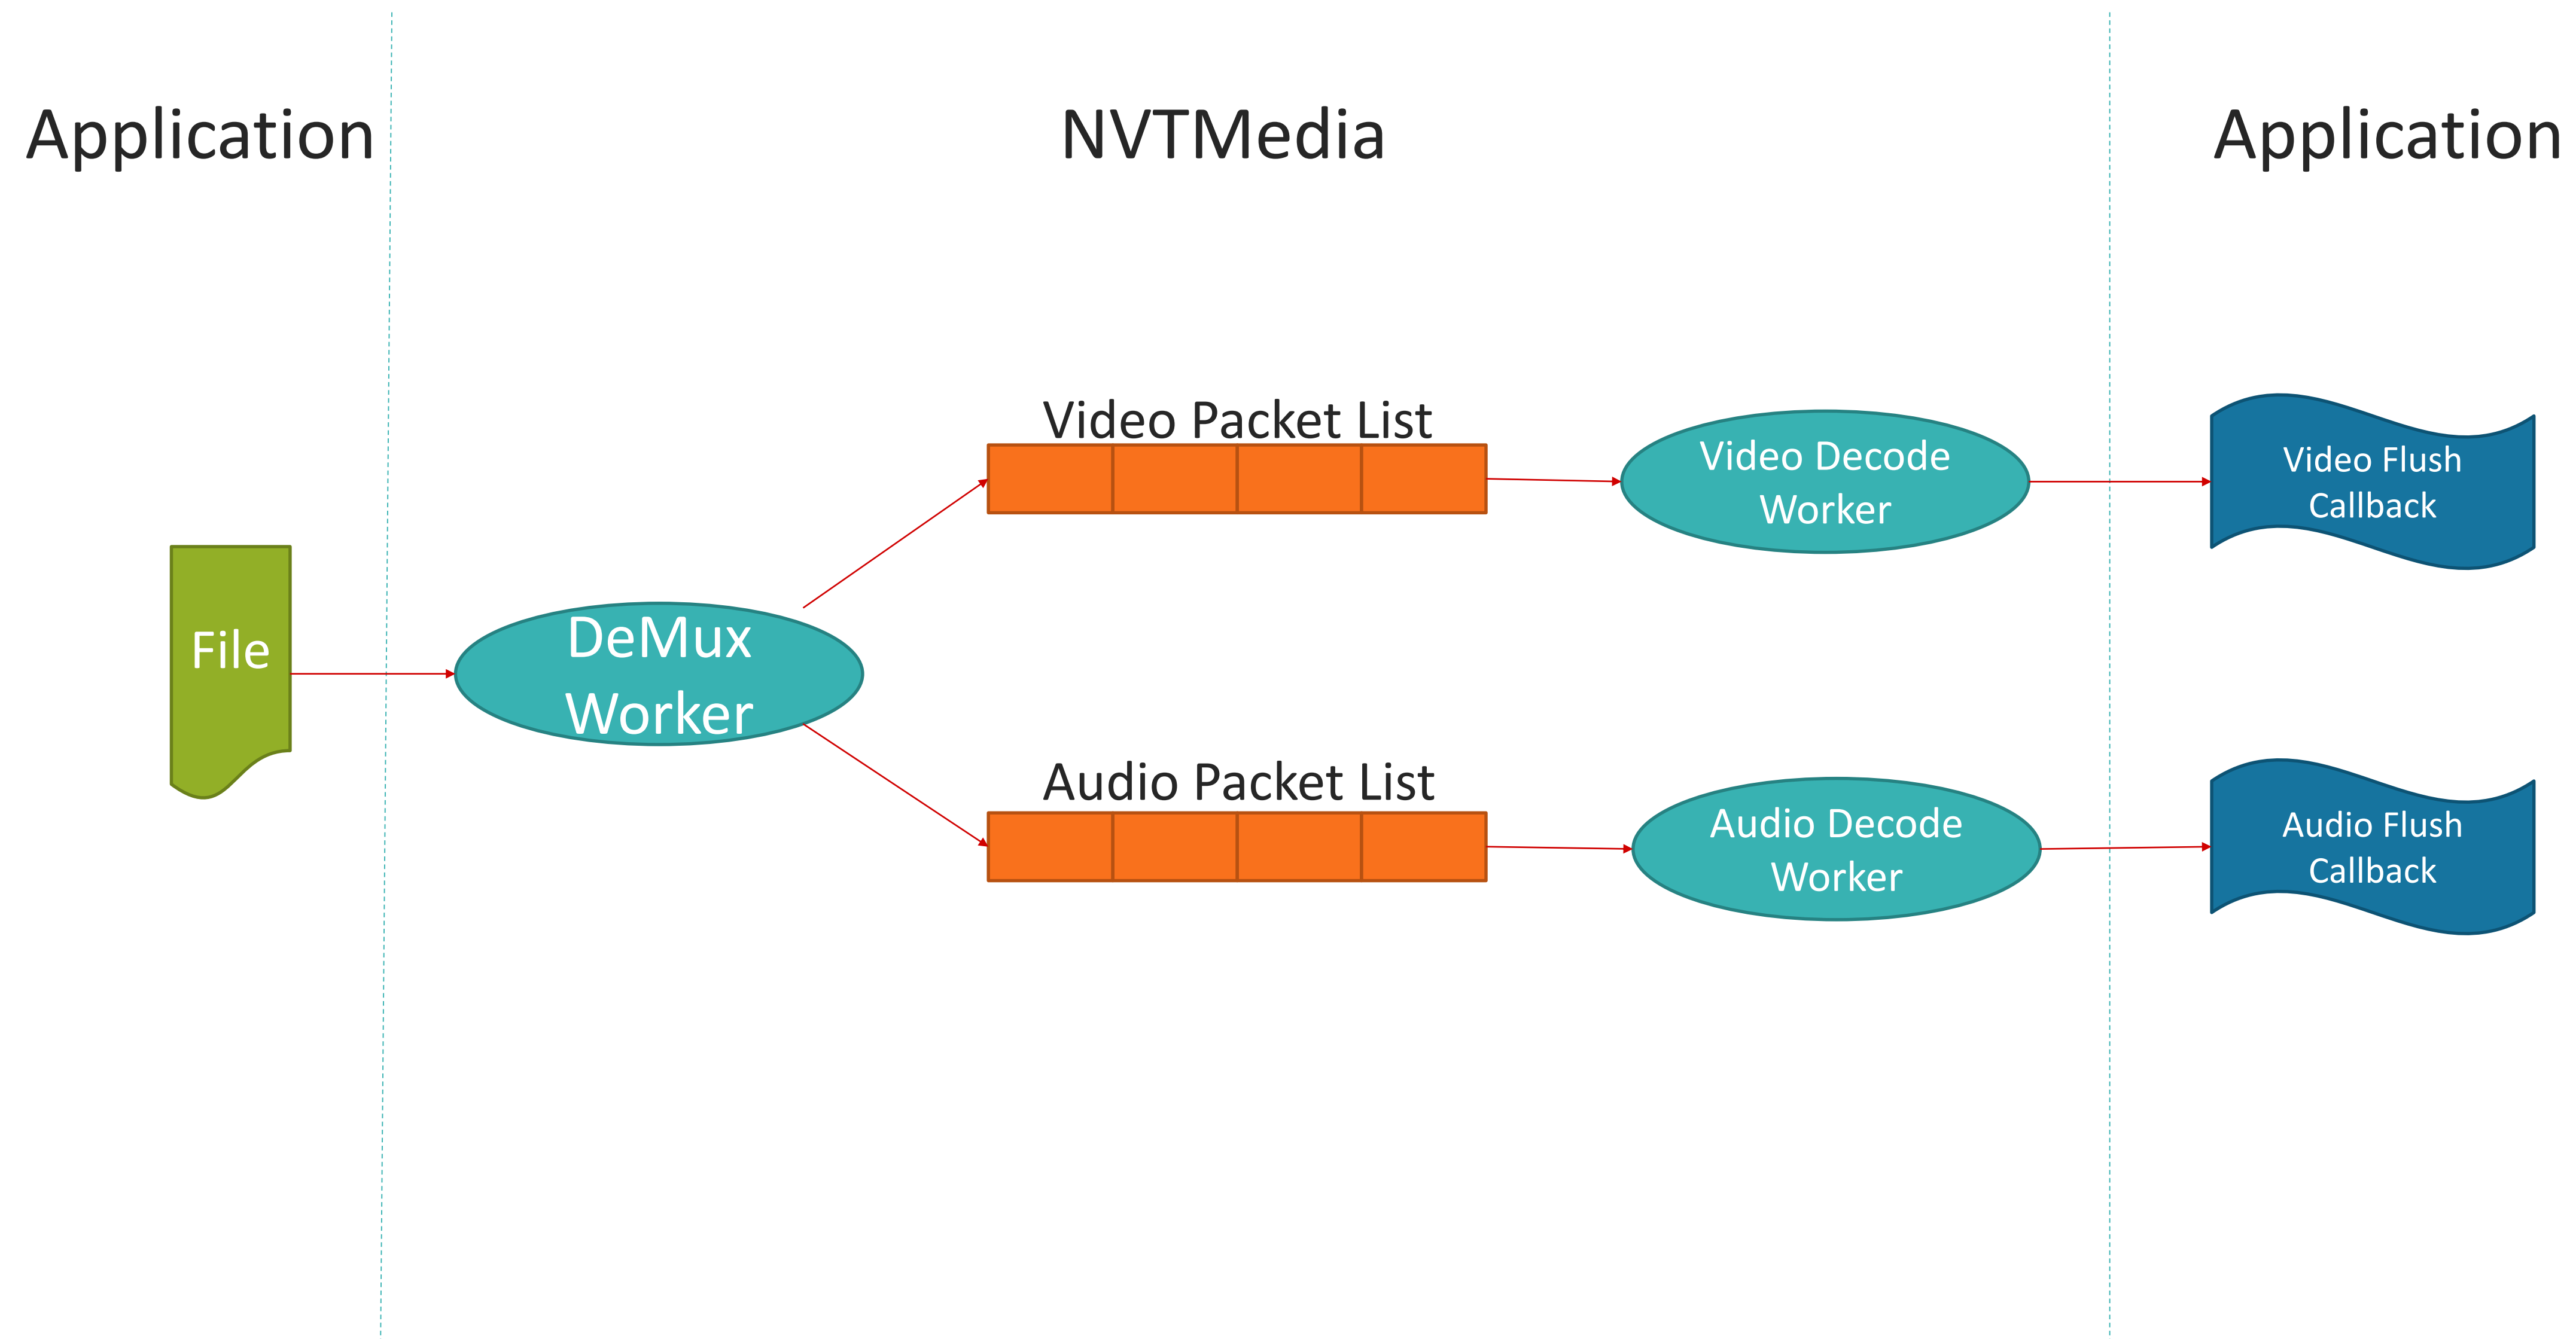 Application
NVTMedia
Application
Video Packet List
Video Decode
Worker
Video Flush
Callback
File
DeMux
Worker
Audio Packet List
Audio Decode
Worker
Audio Flush
Callback